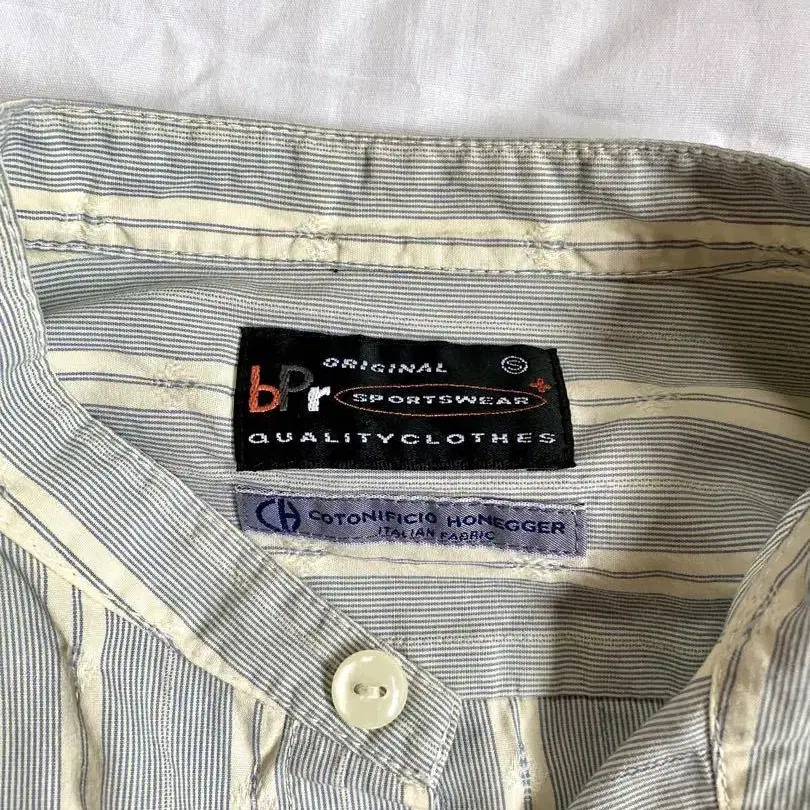 ORIGINAL S
bPr SPORTSWEAR
QUALITYCLOTHES
CH COTONIFICIO HONEGGER
ITALIAN FABRIC